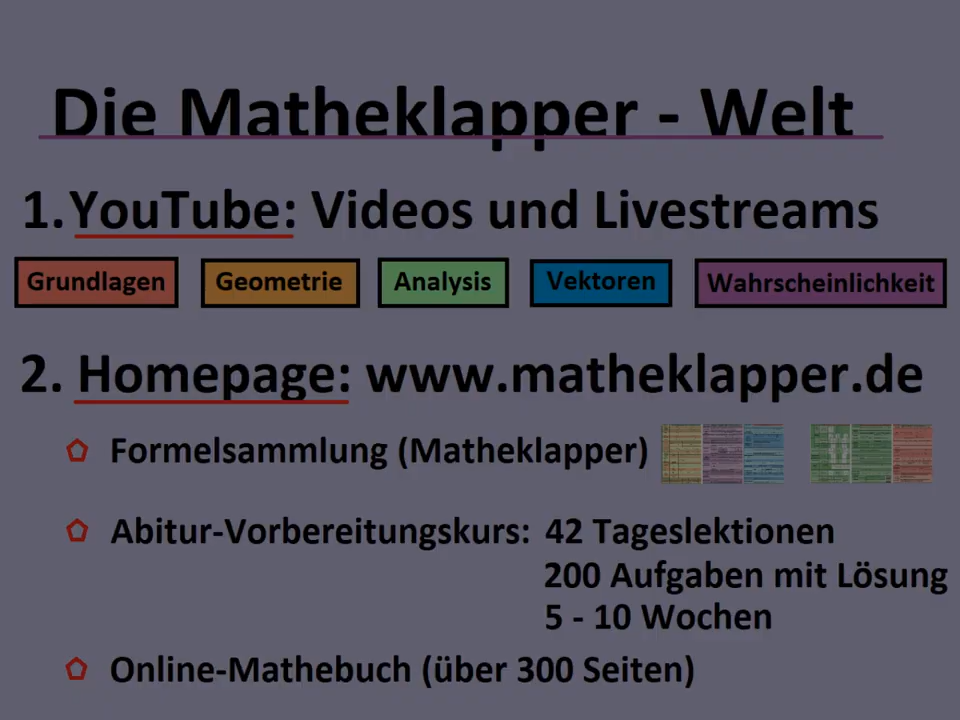 Die Matheklapper - Welt
1. YouTube: Videos und Livestreams
Grundlagen Geometrie Analysis Vektoren Wahrscheinlichkeit
2. Homepage: www.matheklapper.de
Formelsammlung (Matheklapper)
Abitur-Vorbereitungskurs: 42 Tageslektionen
200 Aufgaben mit Lösung
5 - 10 Wochen
Online-Mathebuch (über 300 Seiten)